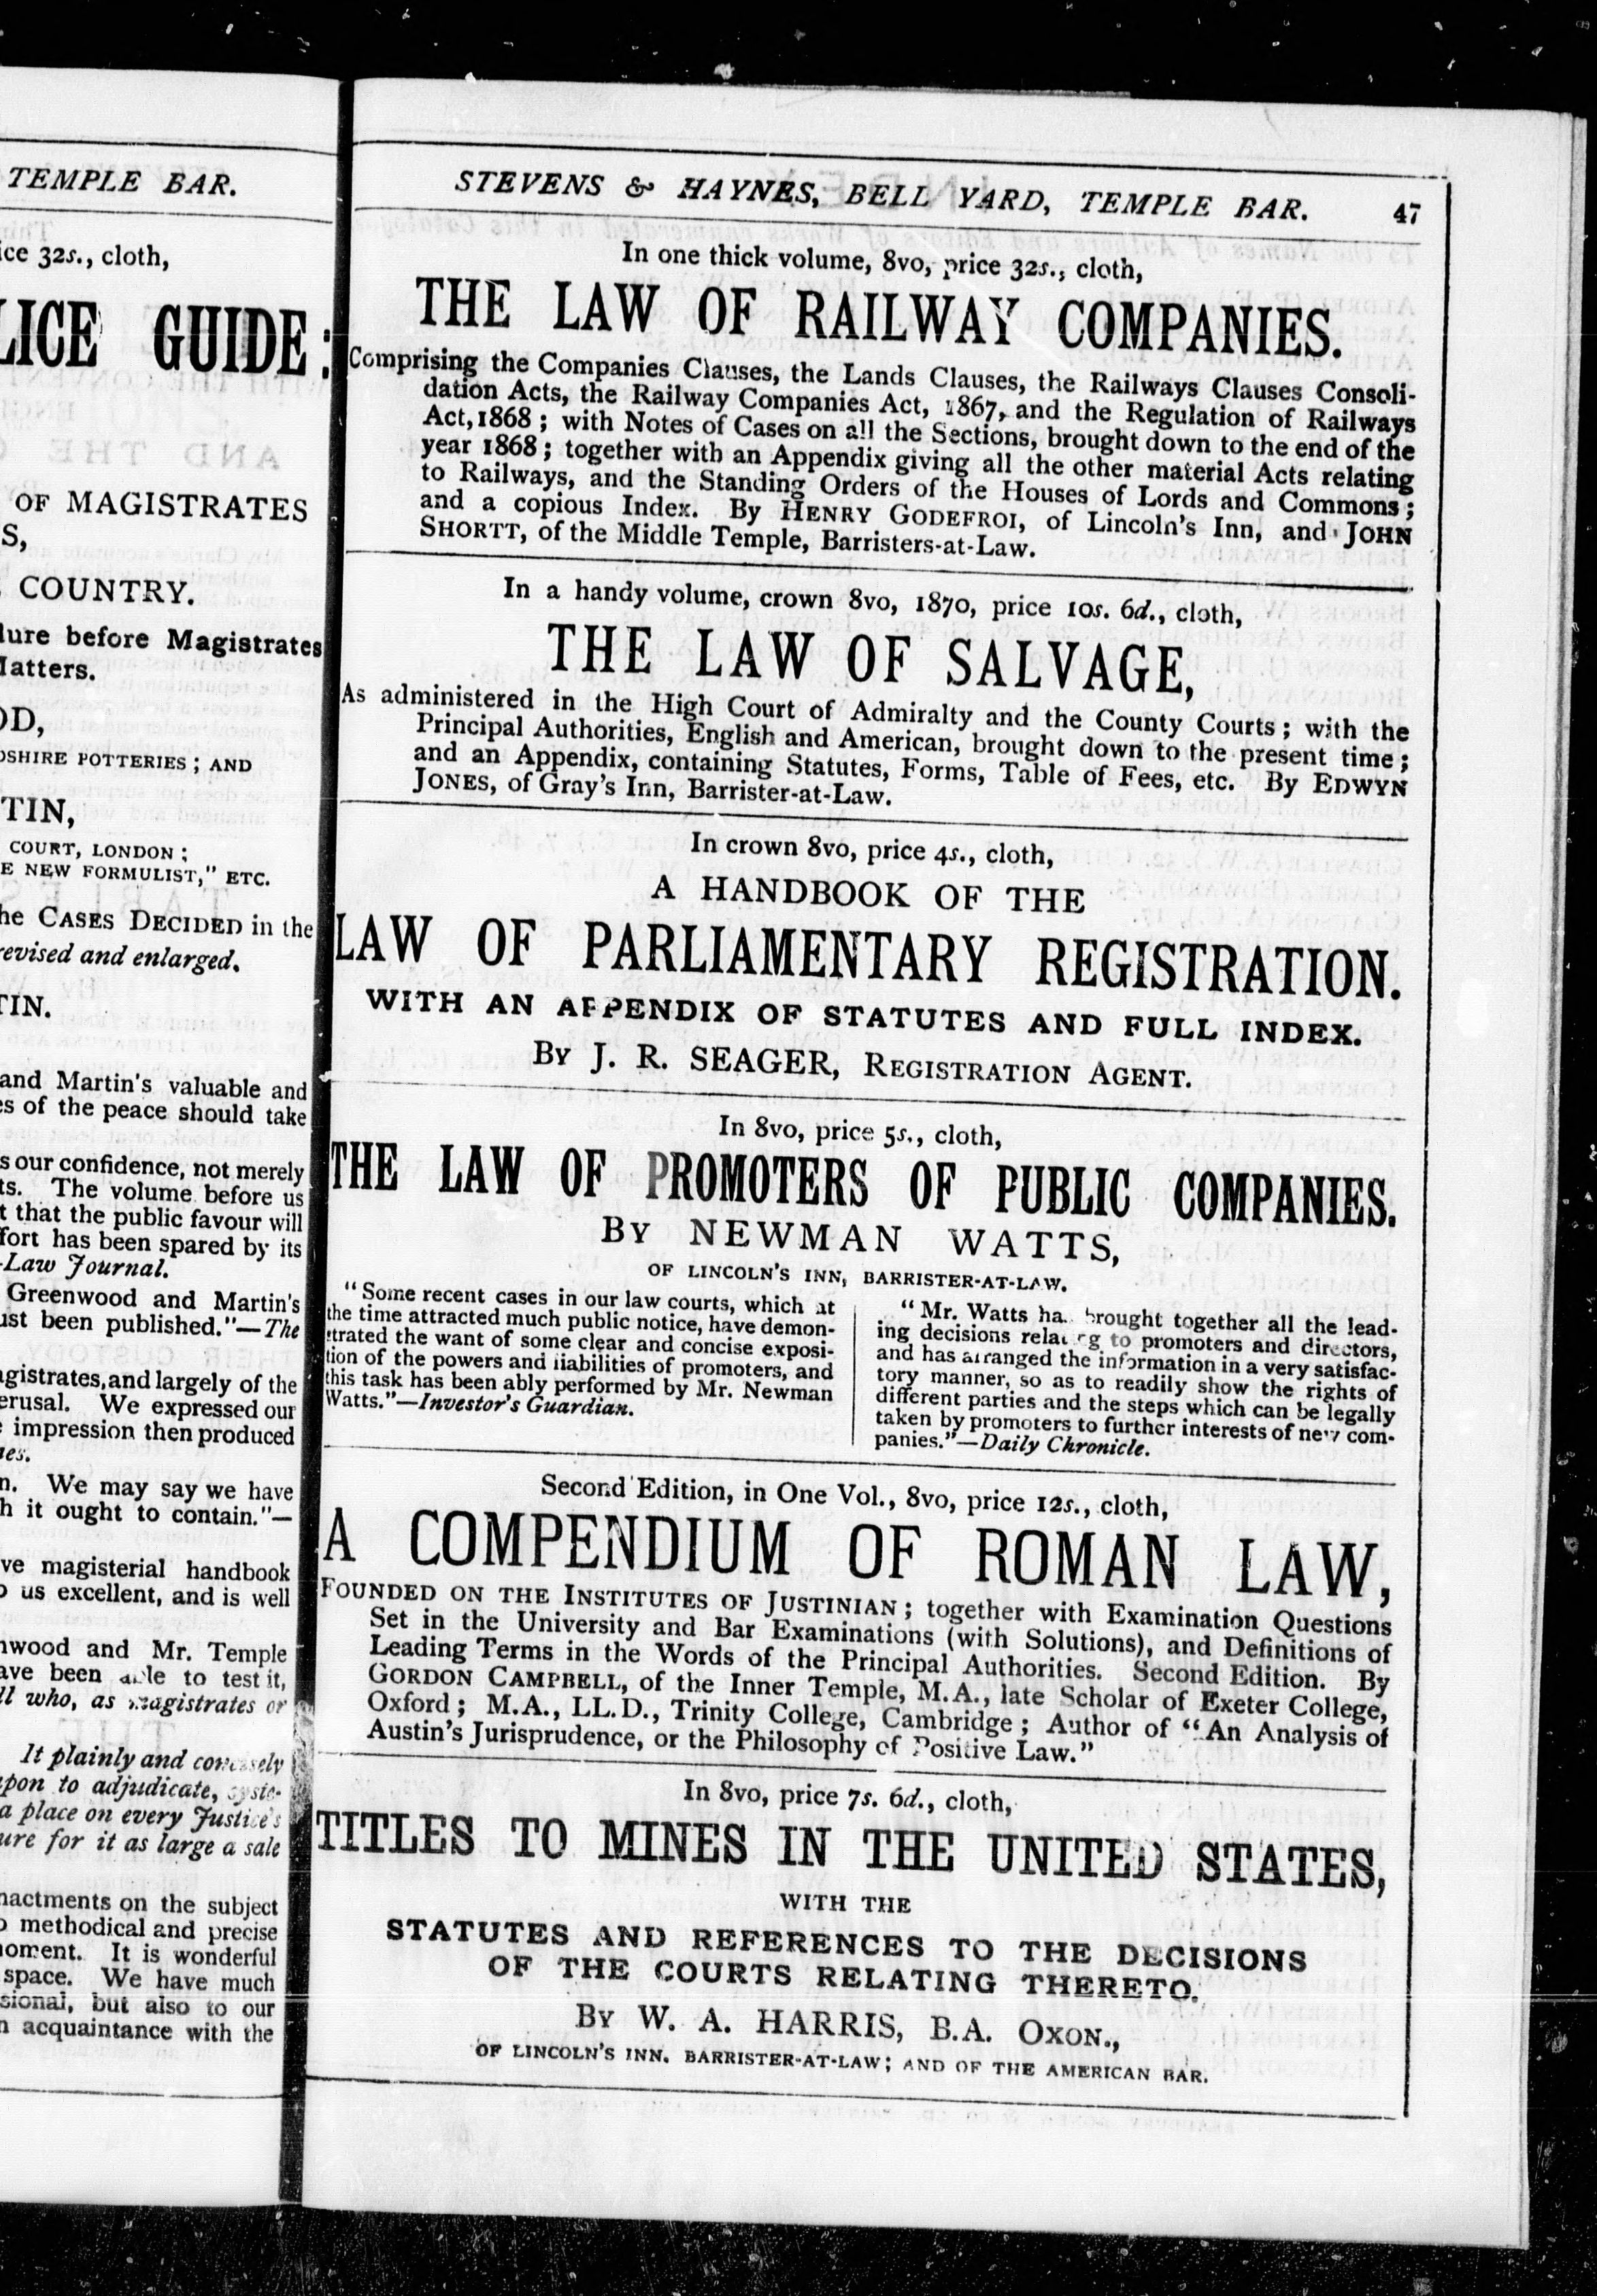 TEMPLE BAR.
ice 32s., cloth,
LICE GUIDE:
OF MAGISTRATES
S,
COUNTRY.
dure before Magistrates
Matters.
OD,
DSHIRE POTTERIES; AND
TIN,
COURT, LONDON;
E NEW FORMULIST," ETC.
he CASES DECIDED in the
revised and enlarged.
TIN.
and Martin's valuable and
es of the peace should take
s our confidence, not merely
ts. The volume before us
t that the public favour will
fort has been spared by its
-Law Journal.
Greenwood and Martin's
ust been published."—The
agistrates, and largely of the
erusal. We expressed our
impression then produced
nes.
n. We may say we have
h it ought to contain."—
ve magisterial handbook
o us excellent, and is well
nwood and Mr. Temple
ave been able to test it,
ll who, as magistrates or
It plainly and concisely
pon to adjudicate, syste-
a place on every Justice's
ure for it as large a sale
nactments on the subject
o methodical and precise
moment. It is wonderful
space. We have much
sional, but also to our
n acquaintance with the
STEVENS & HAYNES, BELL YARD, TEMPLE BAR. 47
In one thick volume, 8vo, price 32s., cloth,
THE LAW OF RAILWAY COMPANIES.
Comprising the Companies Clauses, the Lands Clauses, the Railways Clauses Consoli-
dation Acts, the Railway Companies Act, 1867, and the Regulation of Railways
Act, 1868; with Notes of Cases on all the Sections, brought down to the end of the
year 1868; together with an Appendix giving all the other material Acts relating
to Railways, and the Standing Orders of the Houses of Lords and Commons;
and a copious Index. By HENRY GODEFROI, of Lincoln's Inn, and JOHN
SHORTT, of the Middle Temple, Barristers-at-Law.
In a handy volume, crown 8vo, 1870, price 10s. 6d., cloth,
THE LAW OF SALVAGE,
As administered in the High Court of Admiralty and the County Courts; with the
Principal Authorities, English and American, brought down to the present time;
and an Appendix, containing Statutes, Forms, Table of Fees, etc. By EDWYN
JONES, of Gray's Inn, Barrister-at-Law.
In crown 8vo, price 4s., cloth,
A HANDBOOK OF THE
LAW OF PARLIAMENTARY REGISTRATION.
WITH AN APPENDIX OF STATUTES AND FULL INDEX.
BY J. R. SEAGER, REGISTRATION AGENT.
In 8vo, price 5s., cloth,
THE LAW OF PROMOTERS OF PUBLIC COMPANIES.
BY NEWMAN WATTS,
OF LINCOLN'S INN, BARRISTER-AT-LAW.
"Some recent cases in our law courts, which at
the time attracted much public notice, have demon-
strated the want of some clear and concise exposi-
tion of the powers and liabilities of promoters, and
this task has been ably performed by Mr. Newman
Watts."—Investor's Guardian.
"Mr. Watts has brought together all the lead-
ing decisions relating to promoters and directors,
and has arranged the information in a very satisfac-
tory manner, so as to readily show the rights of
different parties and the steps which can be legally
taken by promoters to further interests of new com-
panies."—Daily Chronicle.
Second Edition, in One Vol., 8vo, price 12s., cloth,
A COMPENDIUM OF ROMAN LAW,
FOUNDED ON THE INSTITUTES OF JUSTINIAN; together with Examination Questions
Set in the University and Bar Examinations (with Solutions), and Definitions of
Leading Terms in the Words of the Principal Authorities. Second Edition. By
GORDON CAMPBELL, of the Inner Temple, M.A., late Scholar of Exeter College,
Oxford; M.A., LL.D., Trinity College, Cambridge; Author of "An Analysis of
Austin's Jurisprudence, or the Philosophy of Positive Law."
In 8vo, price 7s. 6d., cloth,
TITLES TO MINES IN THE UNITED STATES,
WITH THE
STATUTES AND REFERENCES TO THE DECISIONS
OF THE COURTS RELATING THERETO.
BY W. A. HARRIS, B.A. OXON.,
OF LINCOLN'S INN, BARRISTER-AT-LAW; AND OF THE AMERICAN BAR.